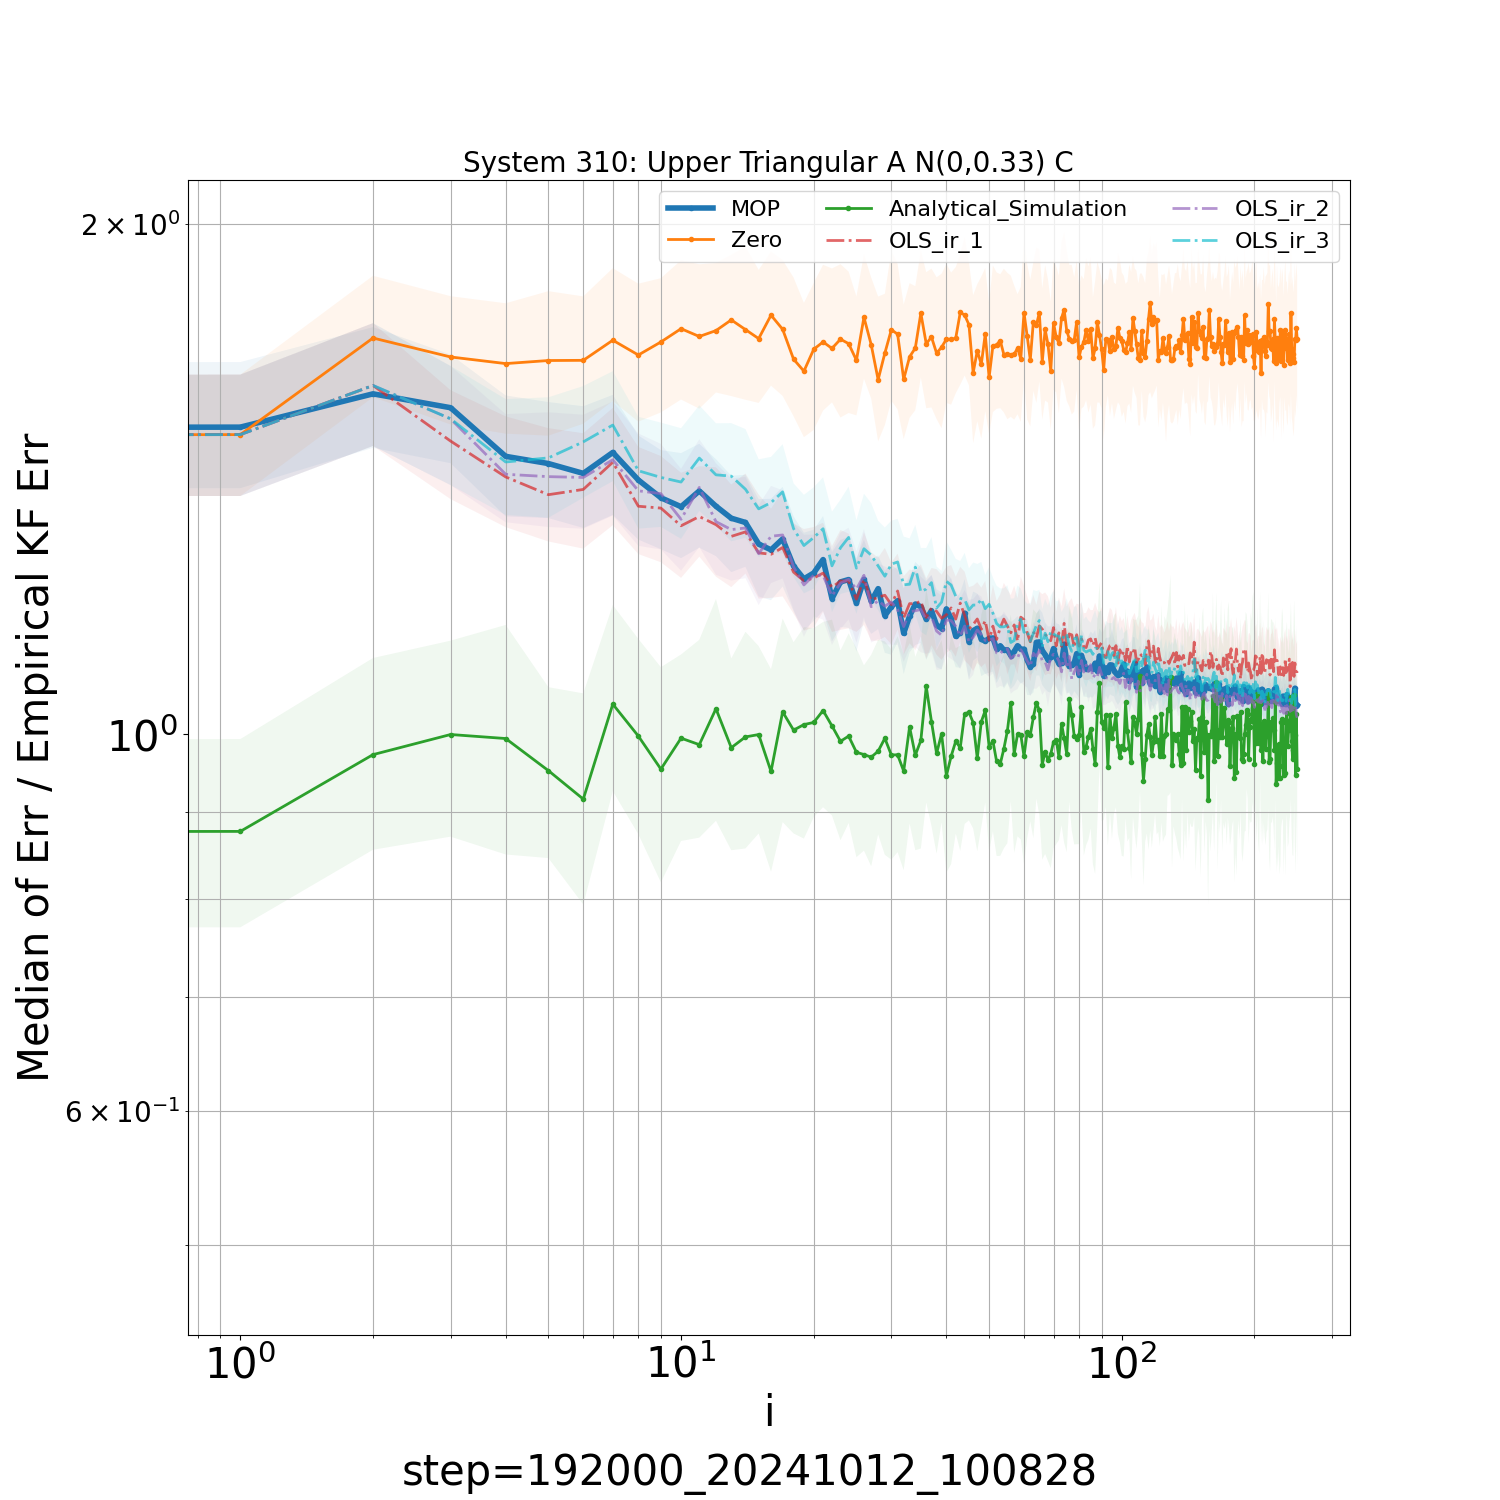 System 310: Upper Triangular A N(0,0.33) C
MOP
Zero
Analytical_Simulation
OLS_ir_1
OLS_ir_2
OLS_ir_3
Median of Err / Empirical KF Err
2 × 10⁰
10⁰
6 × 10⁻¹
10⁰ 10¹ 10²
i
step=192000_20241012_100828